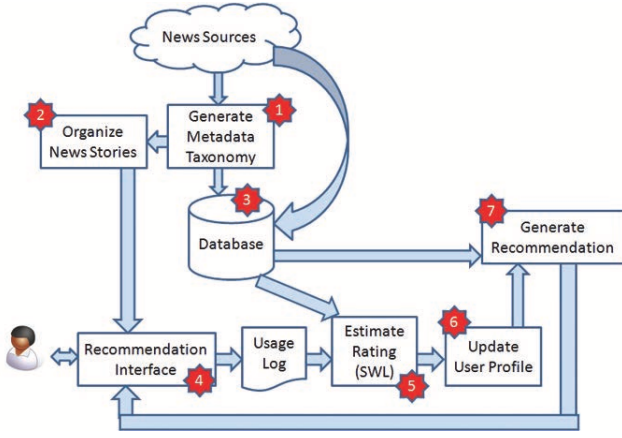 News Sources
1
Generate
Metadata
Taxonomy
2
Organize
News Stories
3
Database
7
Generate
Recommendation
Recommendation
Interface
4
Usage
Log
Estimate
Rating
(SWL)
5
6
Update
User Profile